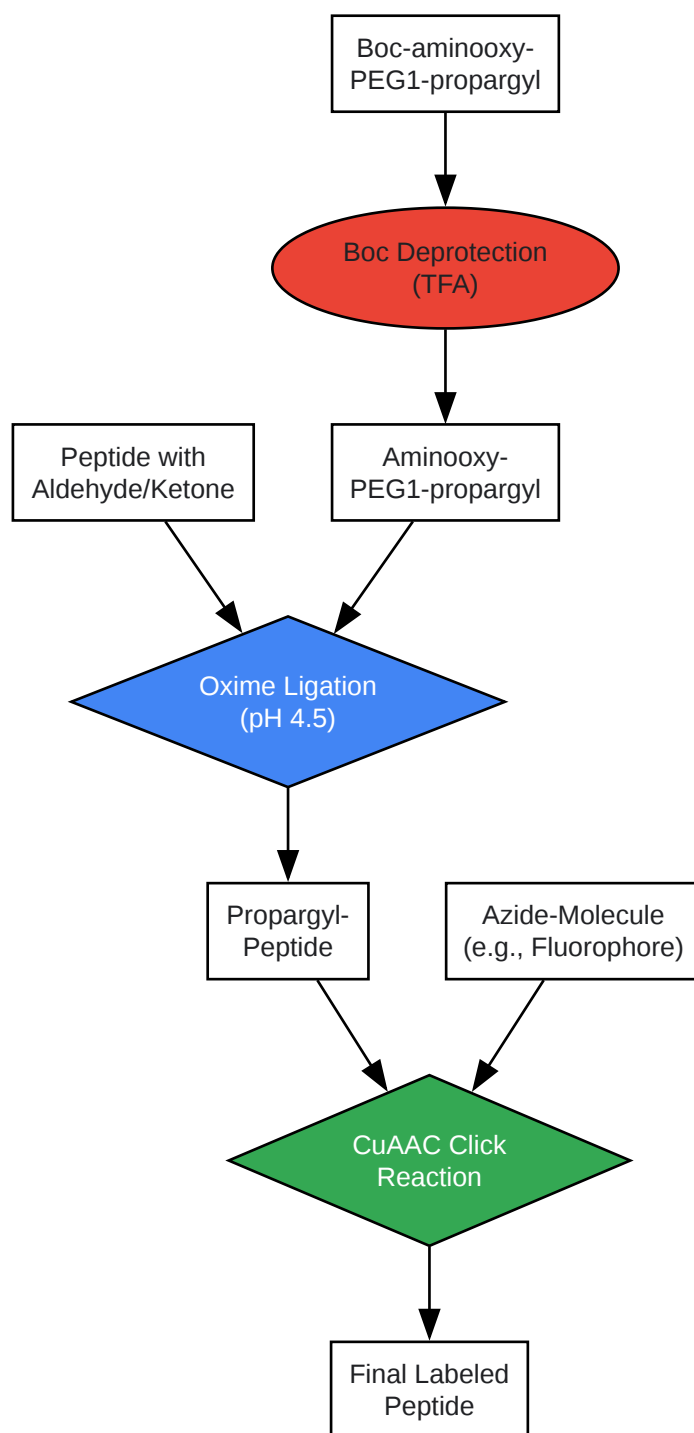 Boc-aminooxy-
PEG1-propargyl
Boc Deprotection
(TFA)
Peptide with
Aldehyde/Ketone
Aminooxy-
PEG1-propargyl
Oxime Ligation
(pH 4.5)
Propargyl-
Peptide
Azide-Molecule
(e.g., Fluorophore)
CuAAC Click
Reaction
Final Labeled
Peptide